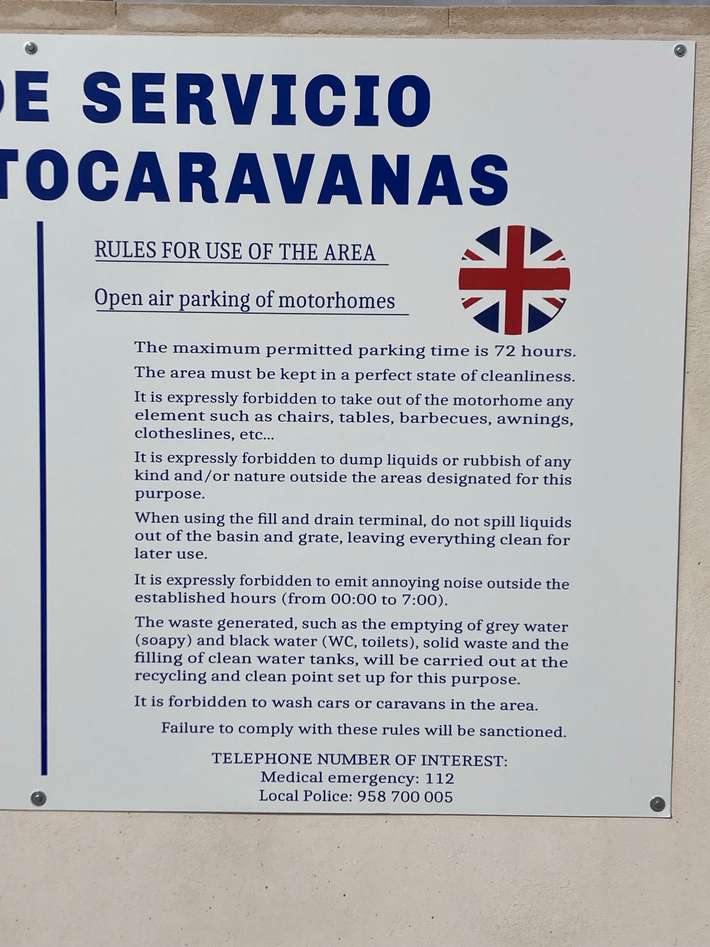 DE SERVICIO
TOCARAVANAS
RULES FOR USE OF THE AREA
Open air parking of motorhomes
The maximum permitted parking time is 72 hours.
The area must be kept in a perfect state of cleanliness.
It is expressly forbidden to take out of the motorhome any
element such as chairs, tables, barbecues, awnings,
clotheslines, etc...
It is expressly forbidden to dump liquids or rubbish of any
kind and/or nature outside the areas designated for this
purpose.
When using the fill and drain terminal, do not spill liquids
out of the basin and grate, leaving everything clean for
later use.
It is expressly forbidden to emit annoying noise outside the
established hours (from 00:00 to 7:00).
The waste generated, such as the emptying of grey water
(soapy) and black water (WC, toilets), solid waste and the
filling of clean water tanks, will be carried out at the
recycling and clean point set up for this purpose.
It is forbidden to wash cars or caravans in the area.
Failure to comply with these rules will be sanctioned.
TELEPHONE NUMBER OF INTEREST:
Medical emergency: 112
Local Police: 958 700 005